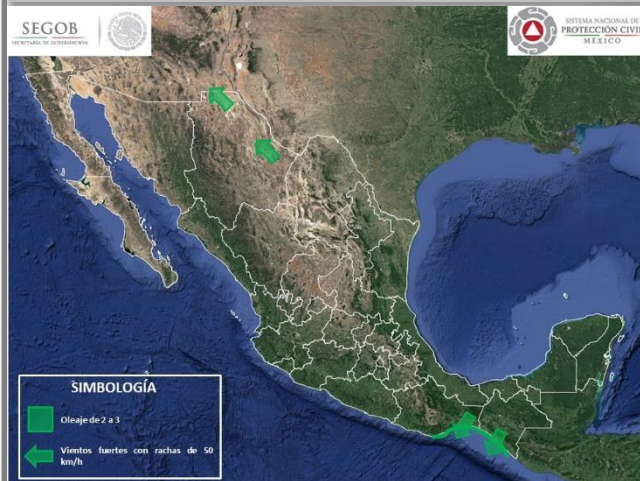 SEGOB
SECRETARÍA DE GOBERNACIÓN
SISTEMA NACIONAL DE
PROTECCIÓN CIVIL
MÉXICO
SIMBOLOGÍA
Oleaje de 2 a 3
Vientos fuertes con rachas de 50
km/h